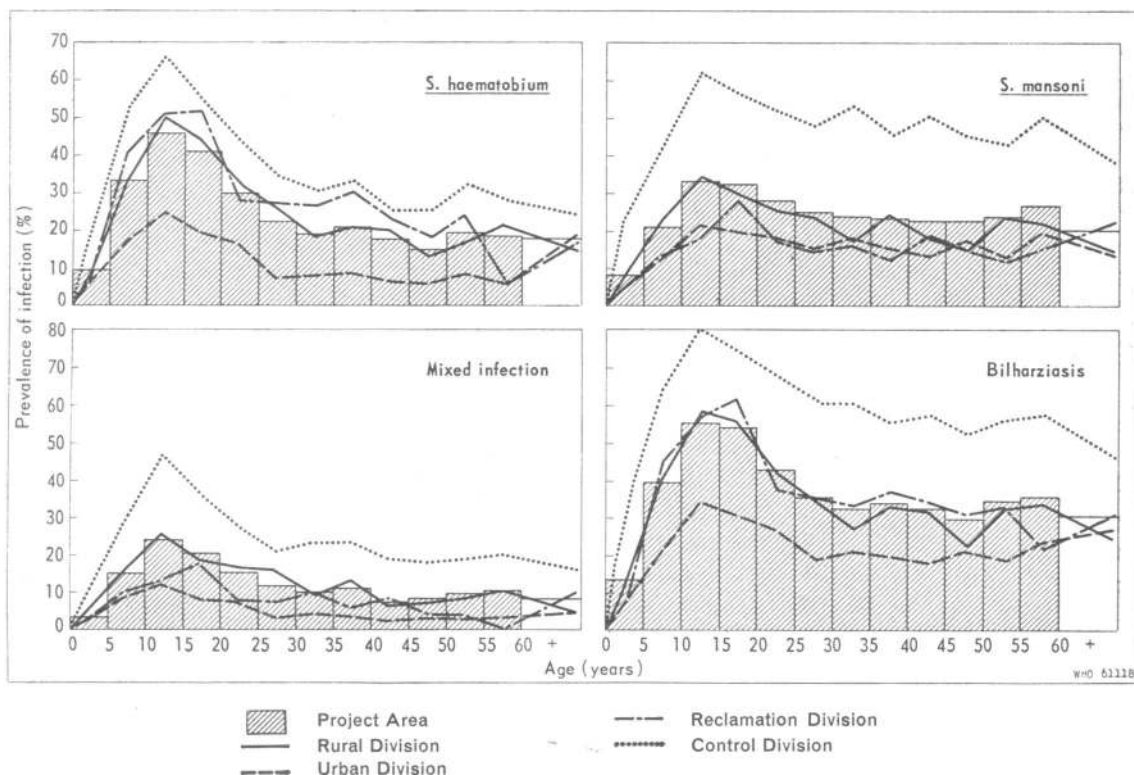 70
60
50
40
30
20
10
0
S. haematobium
S. mansoni
Prevalence of infection (%)
80
70
60
50
40
30
20
10
0
Mixed infection
Bilharziasis
0 5 10 15 20 25 30 35 40 45 50 55 60 +
0 5 10 15 20 25 30 35 40 45 50 55 60 +
Age (years)
WHO 61118
Project Area
Rural Division
Urban Division
Reclamation Division
Control Division